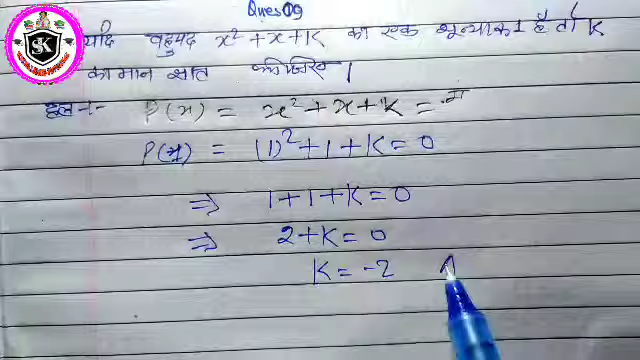 Ques 09
यदि बहुपद x² + x + K का एक शून्यांक 1 है तो K
का मान ज्ञात कीजिए ।
हल :- P(x) = x² + x + K =
P(1) = (1)² + 1 + K = 0
⇒ 1 + 1 + K = 0
⇒ 2 + K = 0
K = -2
SK